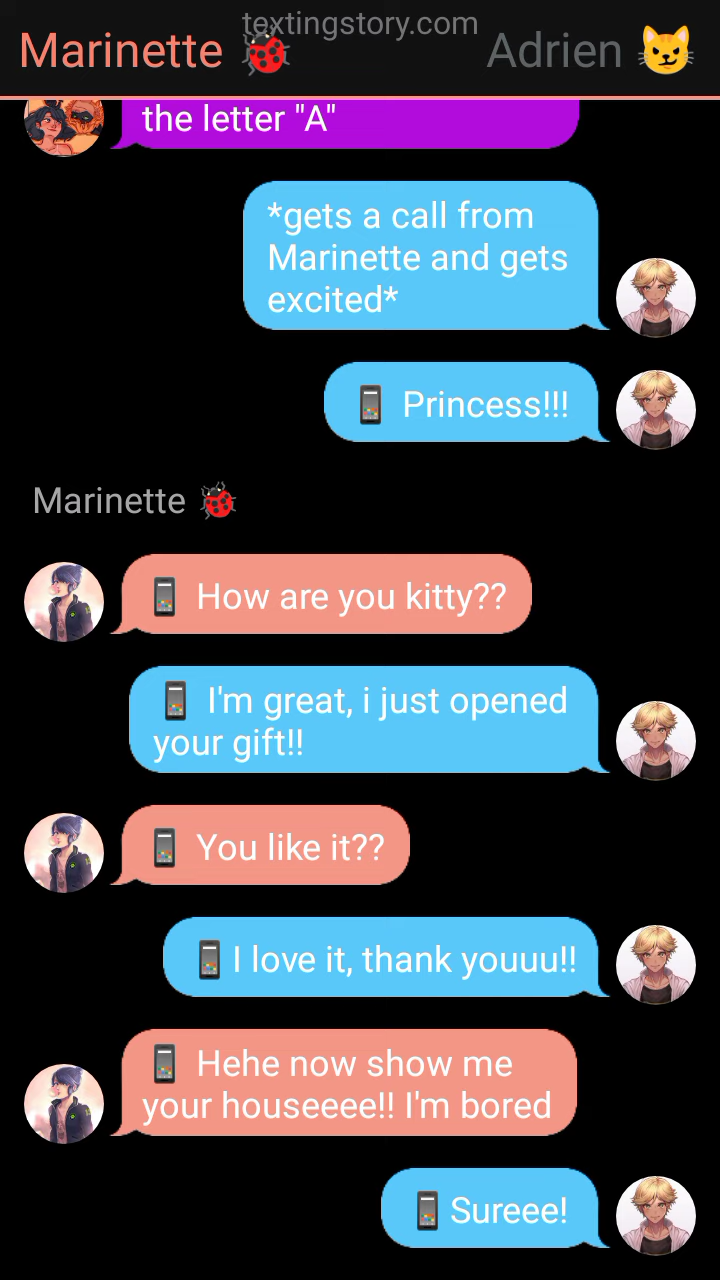 textingstory.com
Marinette 🐞 Adrien 😼
the letter "A"
*gets a call from
Marinette and gets
excited*
📱 Princess!!!
Marinette 🐞
📱 How are you kitty??
📱 I'm great, i just opened
your gift!!
📱 You like it??
📱 I love it, thank youuu!!
📱 Hehe now show me
your houseeee!! I'm bored
📱 Sureee!